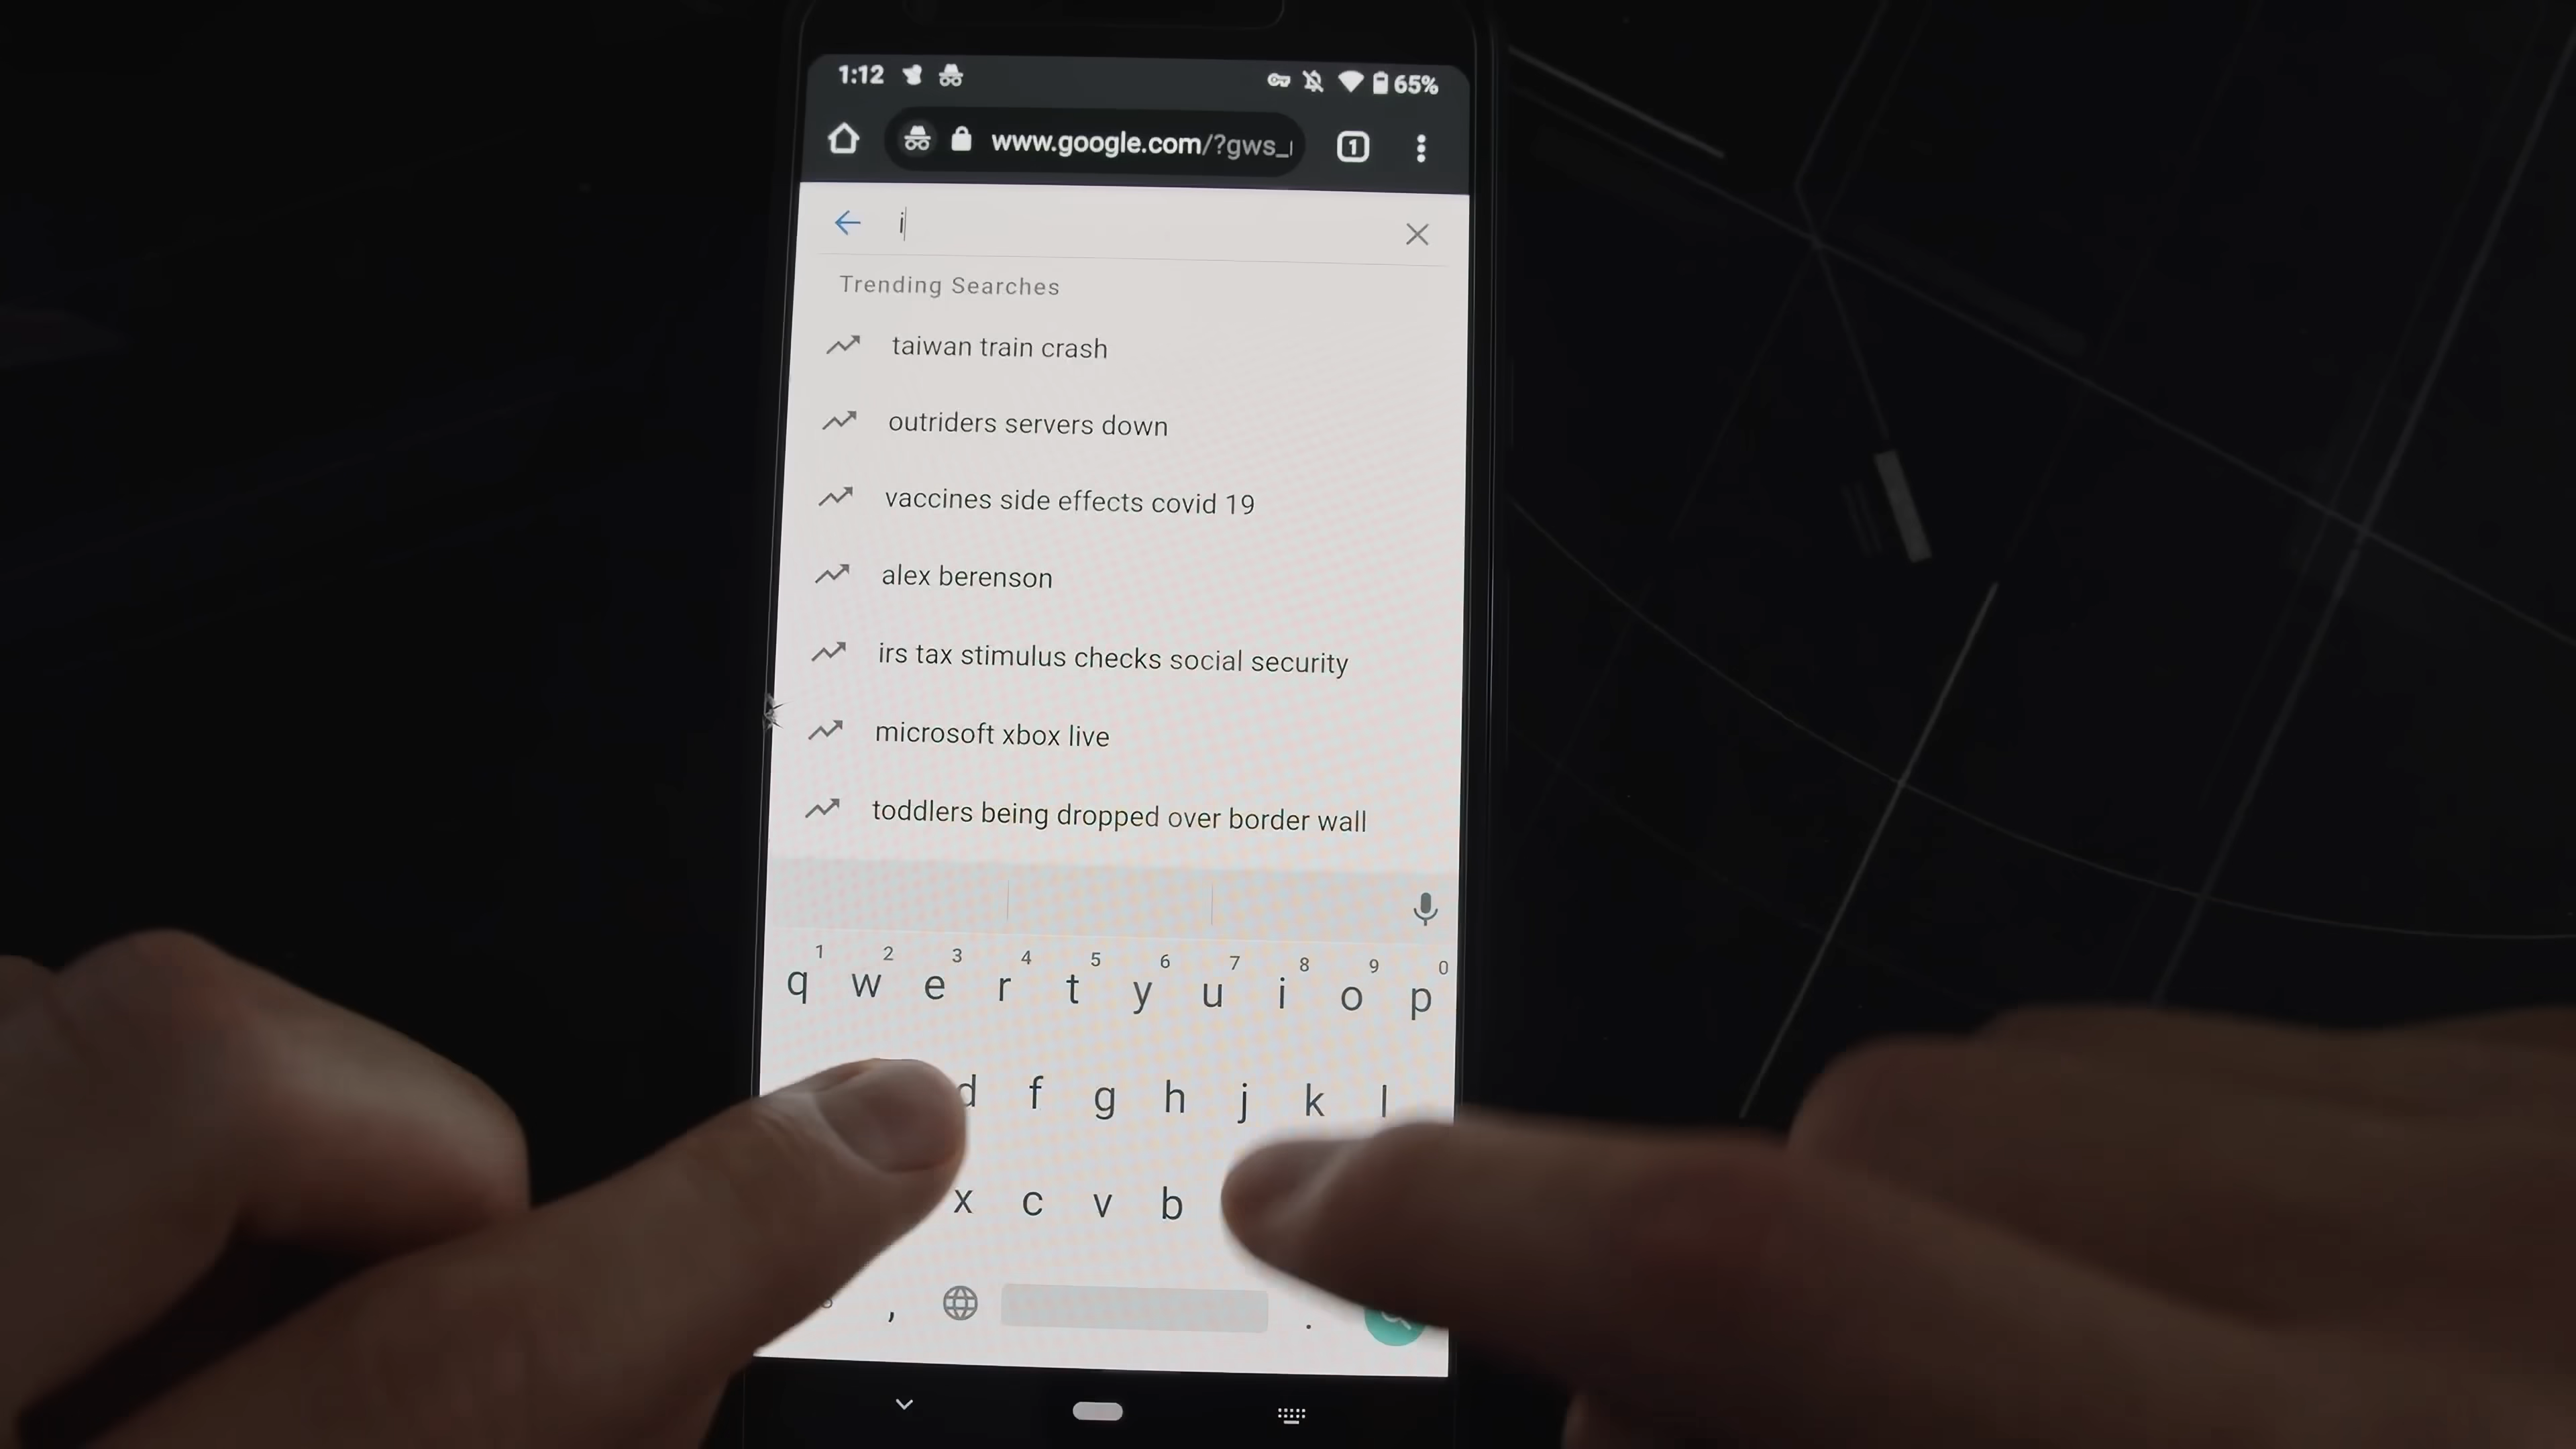 1:12 65%
www.google.com/?gws_
1
i
Trending Searches
taiwan train crash
outriders servers down
vaccines side effects covid 19
alex berenson
irs tax stimulus checks social security
microsoft xbox live
toddlers being dropped over border wall
1 2 3 4 5 6 7 8 9 0
q w e r t y u i o p
d f g h j k l
x c v b
, .